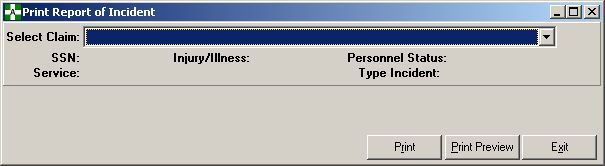 Print Report of Incident
Select Claim:
SSN: Injury/Illness: Personnel Status:
Service: Type Incident:
Print Print Preview Exit